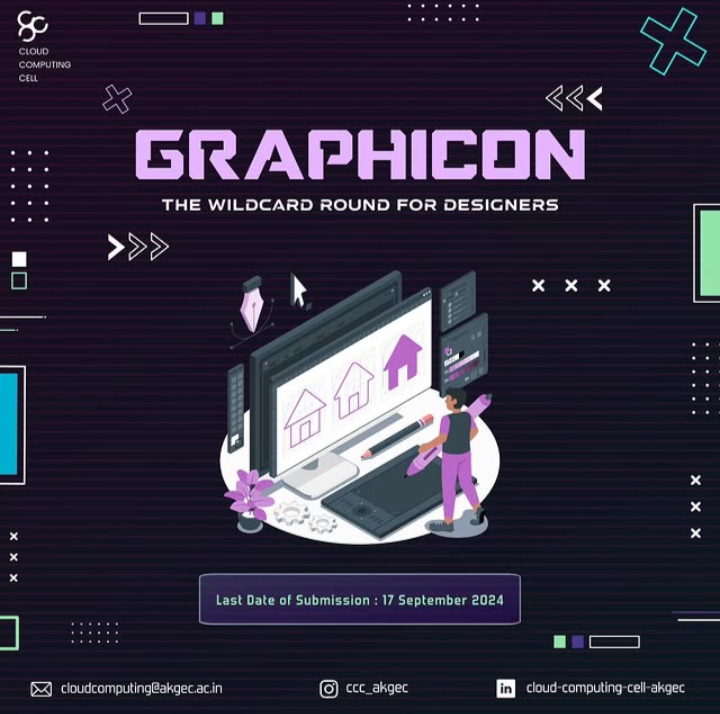 CLOUD
COMPUTING
CELL
GRAPHICON
THE WILDCARD ROUND FOR DESIGNERS
Last Date of Submission : 17 September 2024
cloudcomputing@akgec.ac.in
ccc_akgec
in
cloud-computing-cell-akgec